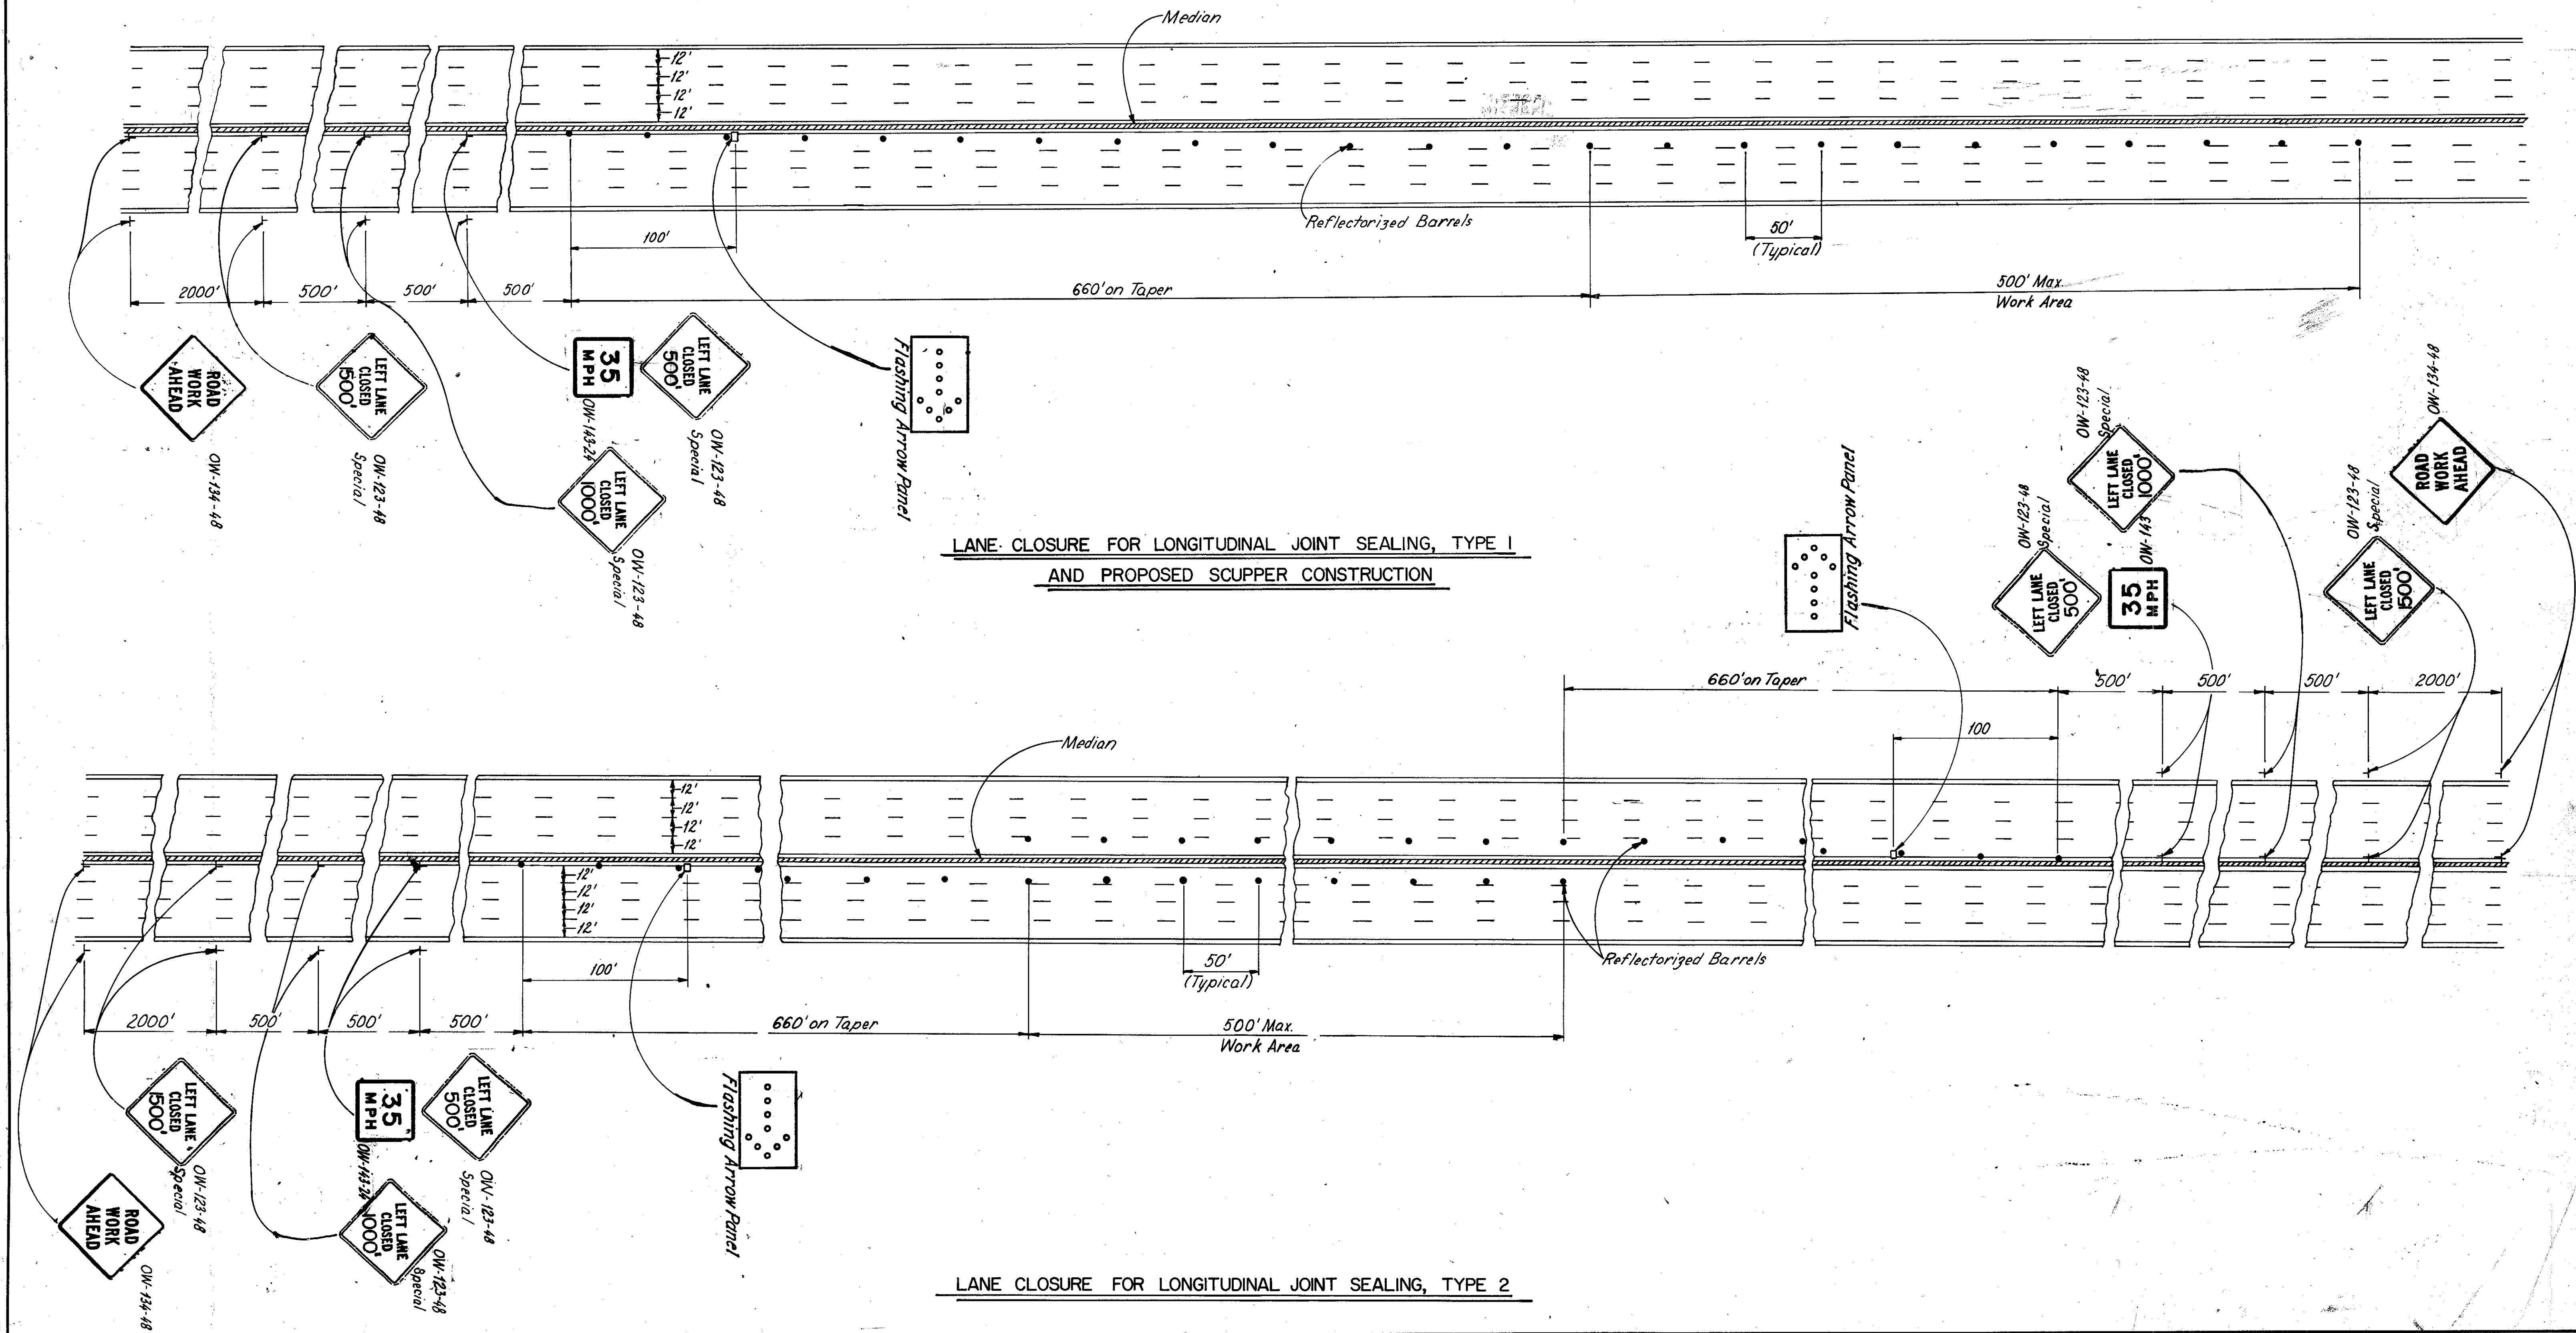 Median
12'
12'
12'
12'
Reflectorized Barrels
100'
50'
(Typical)
2000'
500'
500'
500'
660' on Taper
500' Max.
Work Area
ROAD
WORK
AHEAD
OW-134-48
LEFT LANE
CLOSED
1500'
OW-123-48
Special
35
MPH
OW-143-24
LEFT LANE
CLOSED
500'
OW-123-48
Special
LEFT LANE
CLOSED
1000'
OW-123-48
Special
Flashing Arrow Panel
LANE CLOSURE FOR LONGITUDINAL JOINT SEALING, TYPE 1
AND PROPOSED SCUPPER CONSTRUCTION
Flashing Arrow Panel
OW-123-48
Special
LEFT LANE
CLOSED
500'
OW-123-48
Special
LEFT LANE
CLOSED
1000'
OW-143
35
MPH
OW-123-48
Special
LEFT LANE
CLOSED
1500'
OW-134-48
ROAD
WORK
AHEAD
660' on Taper
500'
500'
500'
2000'
100
Median
12'
12'
12'
12'
12'
12'
12'
12'
Reflectorized Barrels
100'
50'
(Typical)
2000'
500'
500'
500'
660' on Taper
500' Max.
Work Area
LEFT LANE
CLOSED
1500'
OW-123-48
Special
ROAD
WORK
AHEAD
OW-134-48
35
MPH
OW-143-24
LEFT LANE
CLOSED
500'
OW-123-48
Special
LEFT LANE
CLOSED
1000'
OW-123-48
Special
Flashing Arrow Panel
LANE CLOSURE FOR LONGITUDINAL JOINT SEALING, TYPE 2